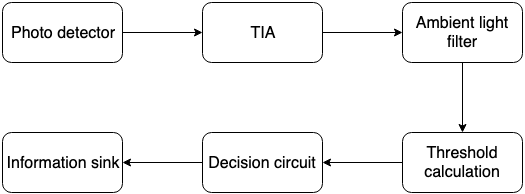 Photo detector
TIA
Ambient light
filter
Information sink
Decision circuit
Threshold
calculation